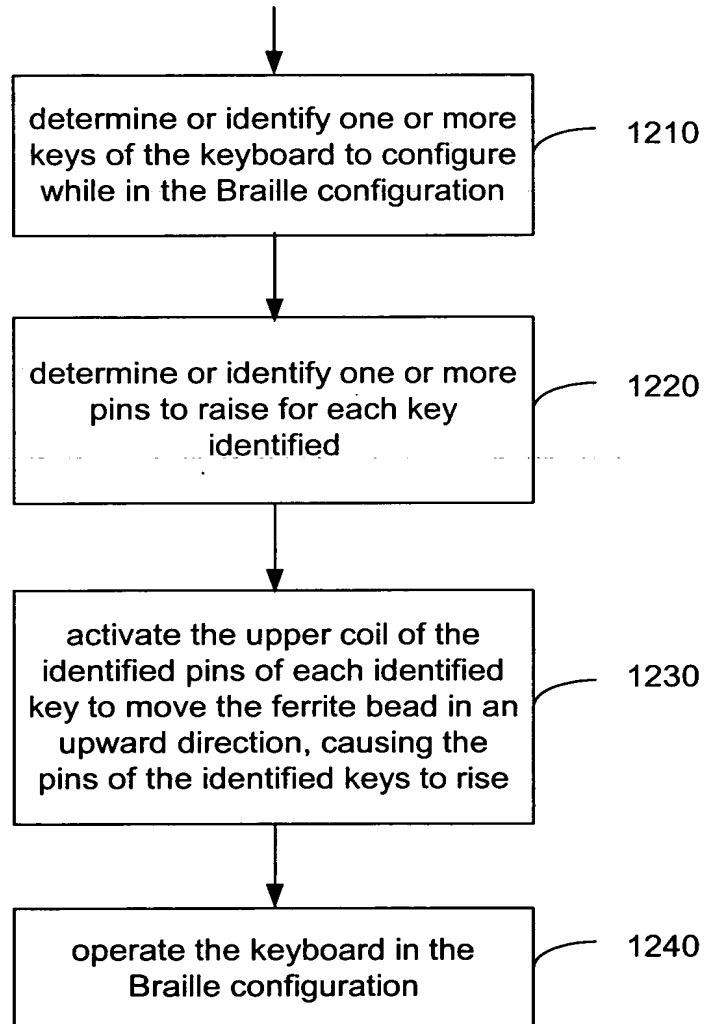 determine or identify one or more
keys of the keyboard to configure
while in the Braille configuration
1210
determine or identify one or more
pins to raise for each key
identified
1220
activate the upper coil of the
identified pins of each identified
key to move the ferrite bead in an
upward direction, causing the
pins of the identified keys to rise
1230
operate the keyboard in the
Braille configuration
1240